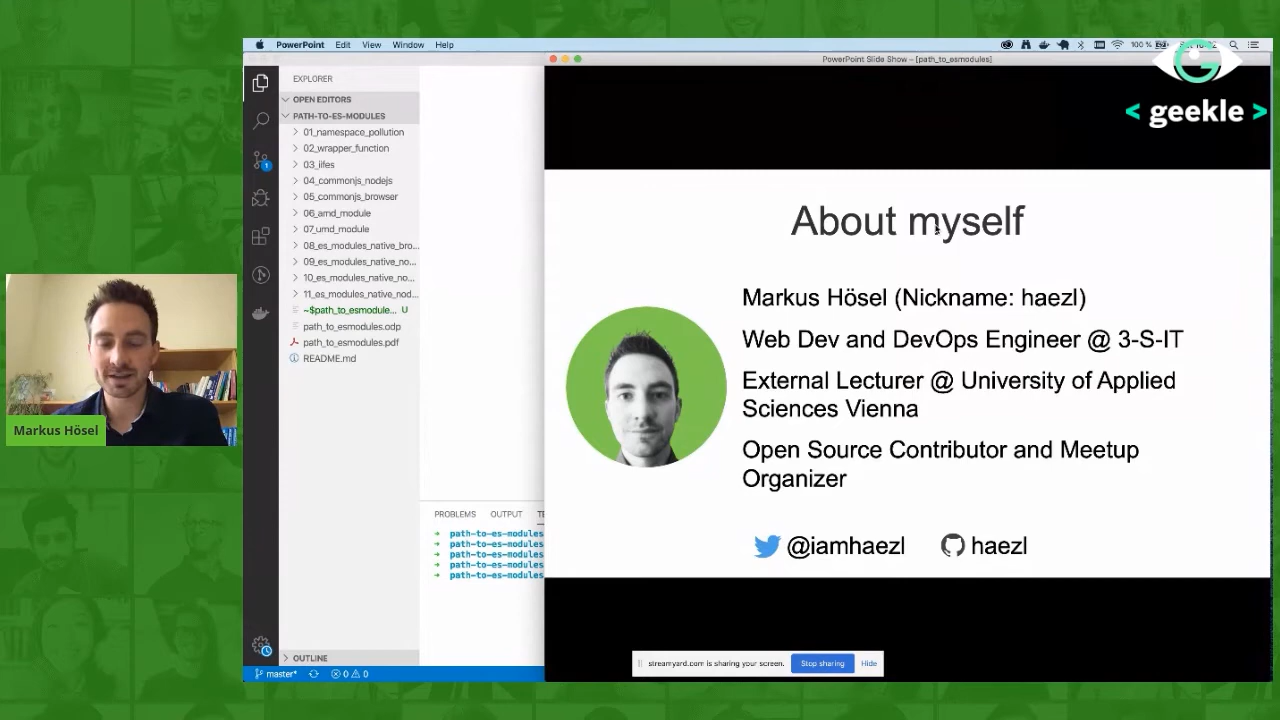 PowerPoint Edit View Window Help
100 %
PowerPoint Slide Show – [path_to_esmodules]
< geekle >
EXPLORER
OPEN EDITORS
PATH-TO-ES-MODULES
01_namespace_pollution
02_wrapper_function
03_iifes
04_commonjs_nodejs
05_commonjs_browser
06_amd_module
07_umd_module
08_es_modules_native_bro...
09_es_modules_native_no...
10_es_modules_native_no...
11_es_modules_native_nod...
~$path_to_esmodule... U
path_to_esmodules.odp
path_to_esmodules.pdf
README.md
About myself
Markus Hösel (Nickname: haezl)
Web Dev and DevOps Engineer @ 3-S-IT
External Lecturer @ University of Applied
Sciences Vienna
Open Source Contributor and Meetup
Organizer
@iamhaezl haezl
Markus Hösel
PROBLEMS OUTPUT
path-to-es-modules
path-to-es-modules
path-to-es-modules
path-to-es-modules
path-to-es-modules
OUTLINE
master* 0 0
streamyard.com is sharing your screen. Stop sharing Hide